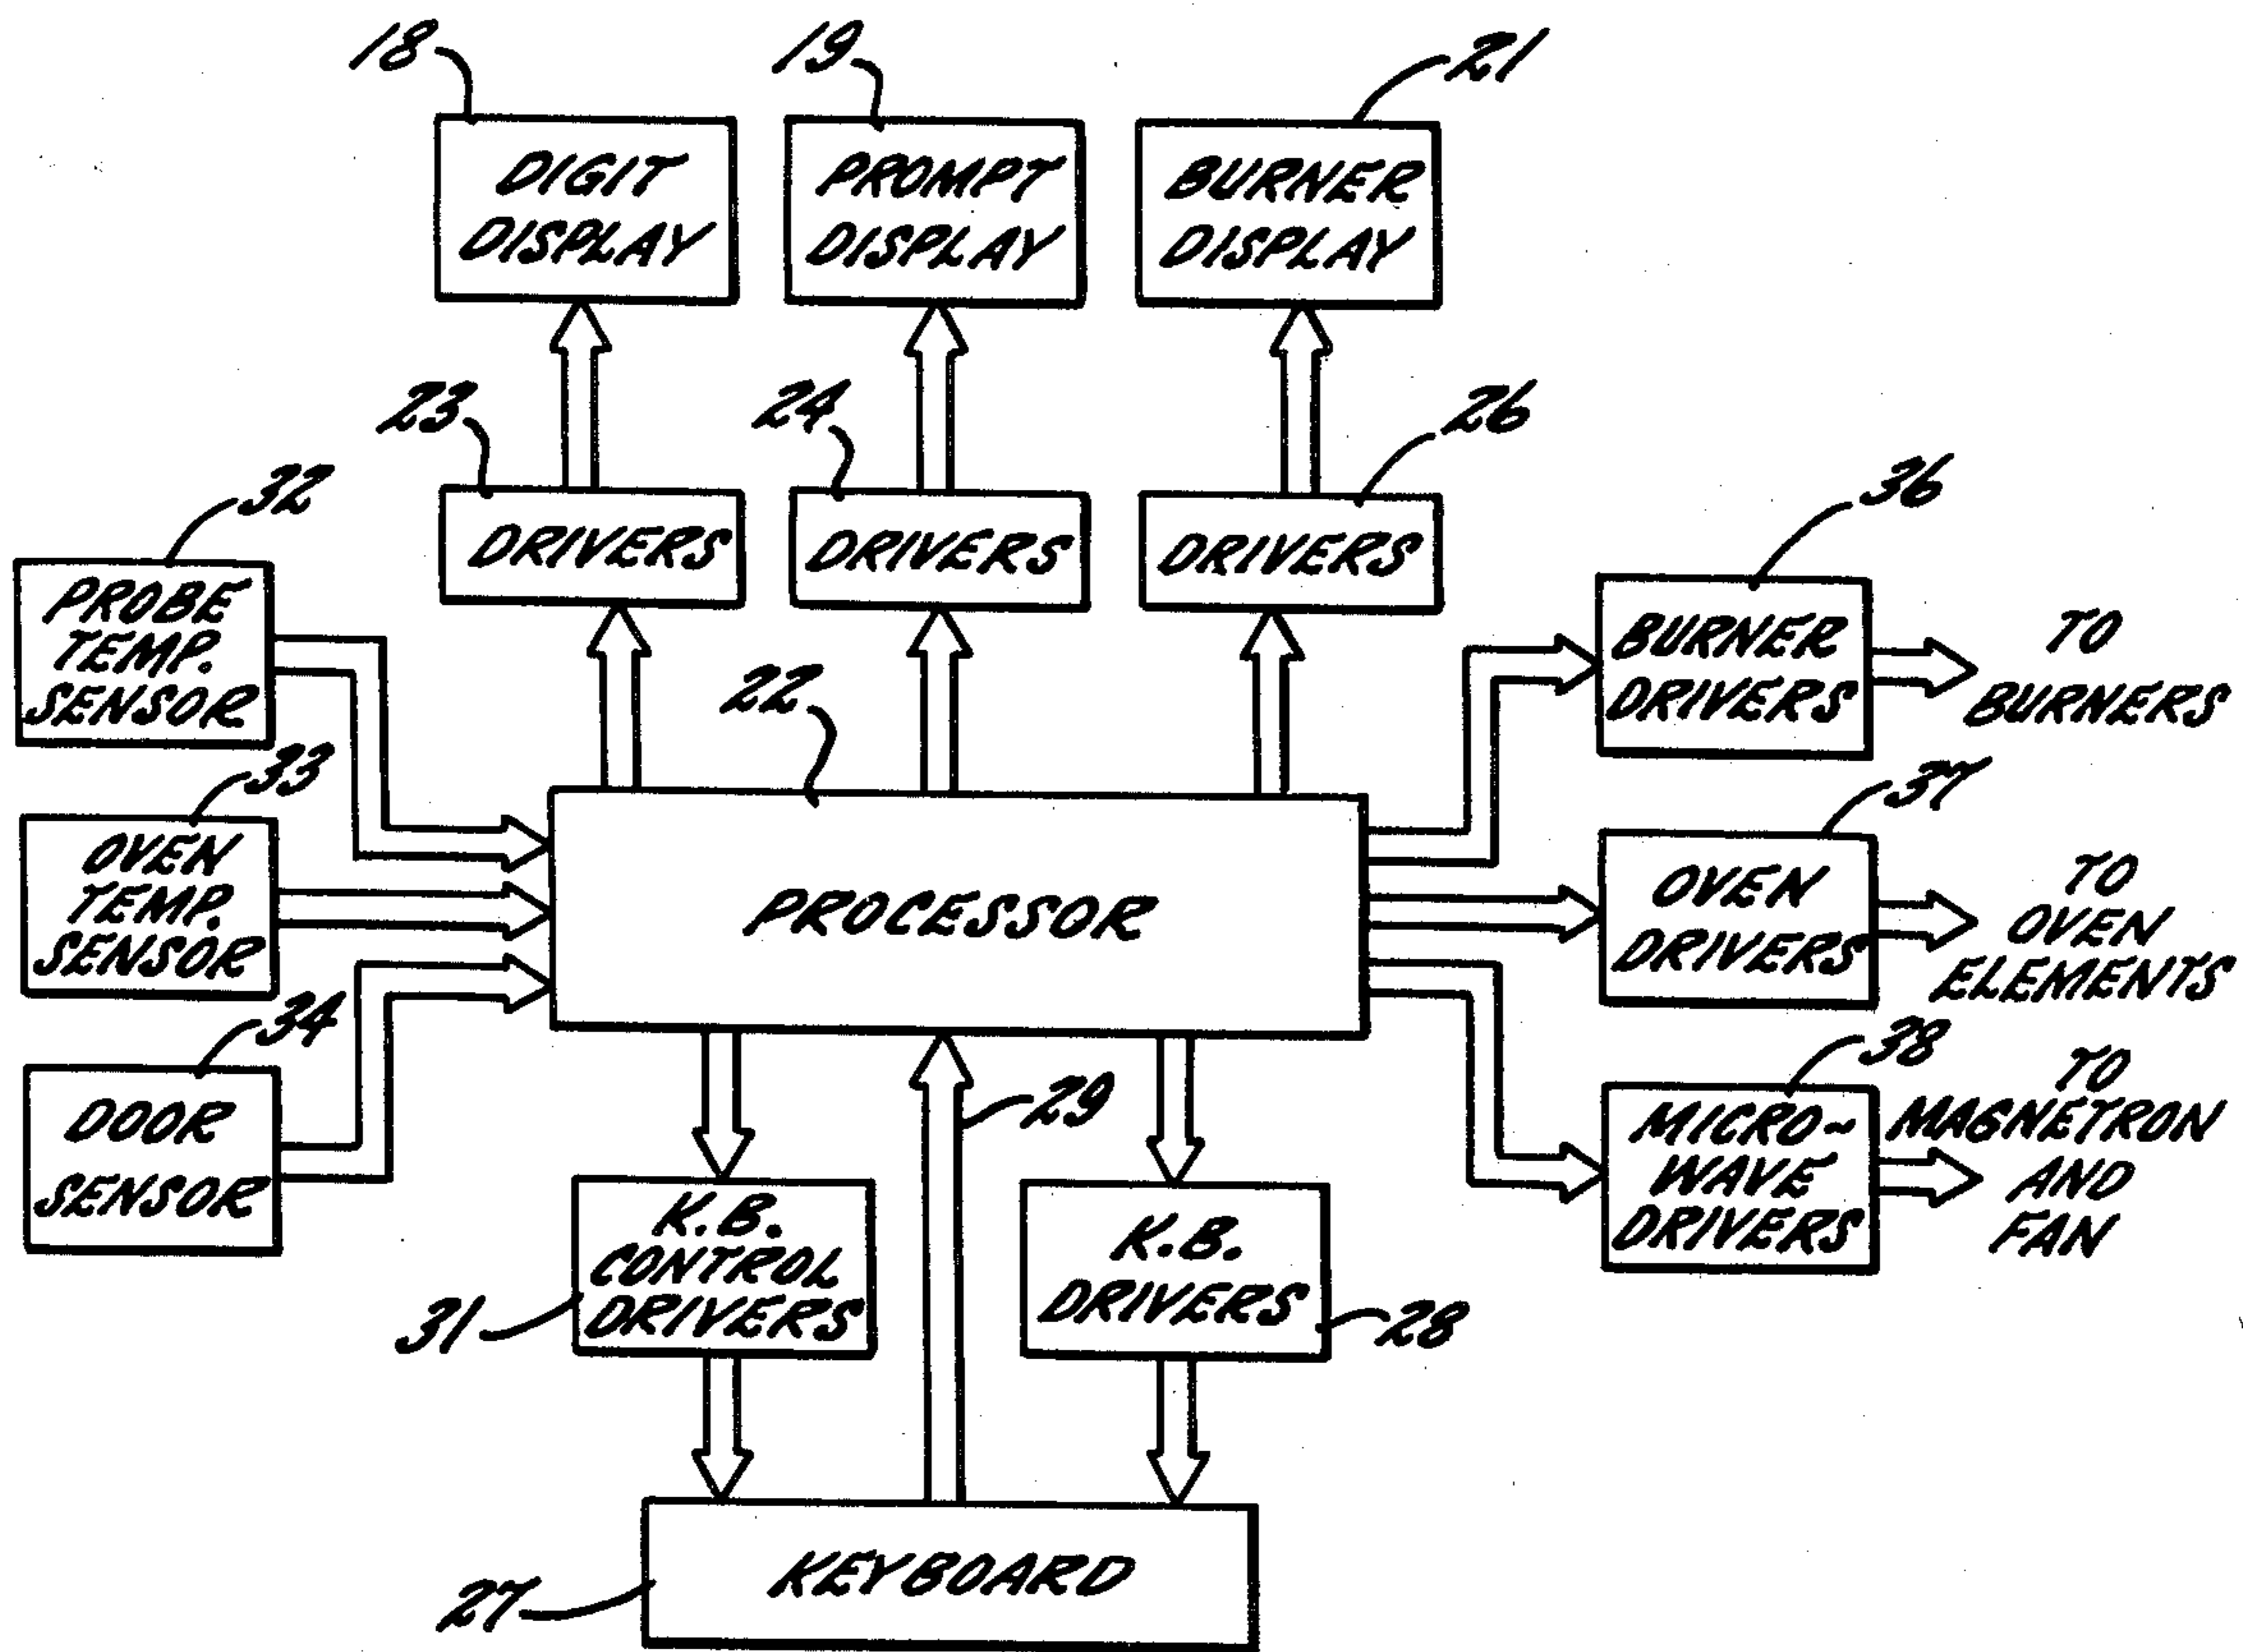 18
19
21
DIGIT
DISPLAY
PROMPT
DISPLAY
BURNER
DISPLAY
23
24
26
DRIVERS
DRIVERS
DRIVERS
32
PROBE
TEMP.
SENSOR
33
OVEN
TEMP.
SENSOR
34
DOOR
SENSOR
22
PROCESSOR
36
BURNER
DRIVERS
TO
BURNERS
37
OVEN
DRIVERS
TO
OVEN
ELEMENTS
38
MICRO-
WAVE
DRIVERS
TO
MAGNETRON
AND
FAN
29
K.B.
CONTROL
DRIVERS
31
K.B.
DRIVERS
28
KEYBOARD
27